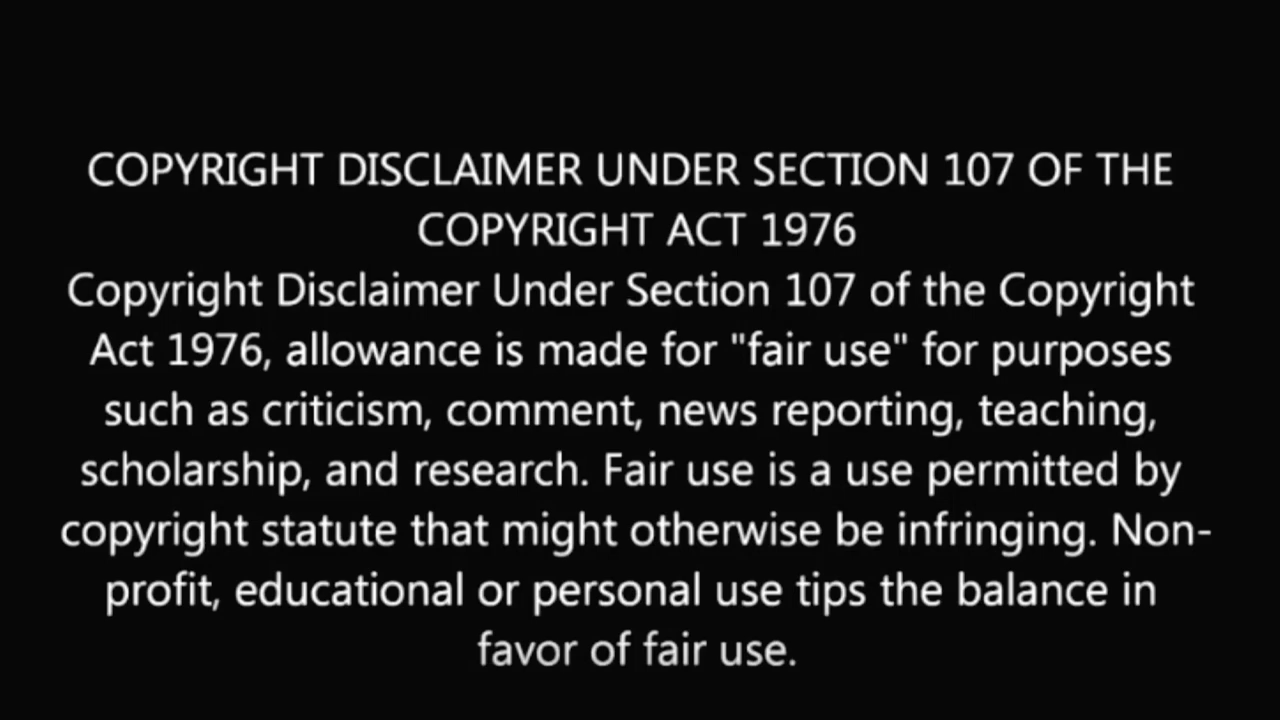 COPYRIGHT DISCLAIMER UNDER SECTION 107 OF THE
COPYRIGHT ACT 1976
Copyright Disclaimer Under Section 107 of the Copyright
Act 1976, allowance is made for "fair use" for purposes
such as criticism, comment, news reporting, teaching,
scholarship, and research. Fair use is a use permitted by
copyright statute that might otherwise be infringing. Non-
profit, educational or personal use tips the balance in
favor of fair use.